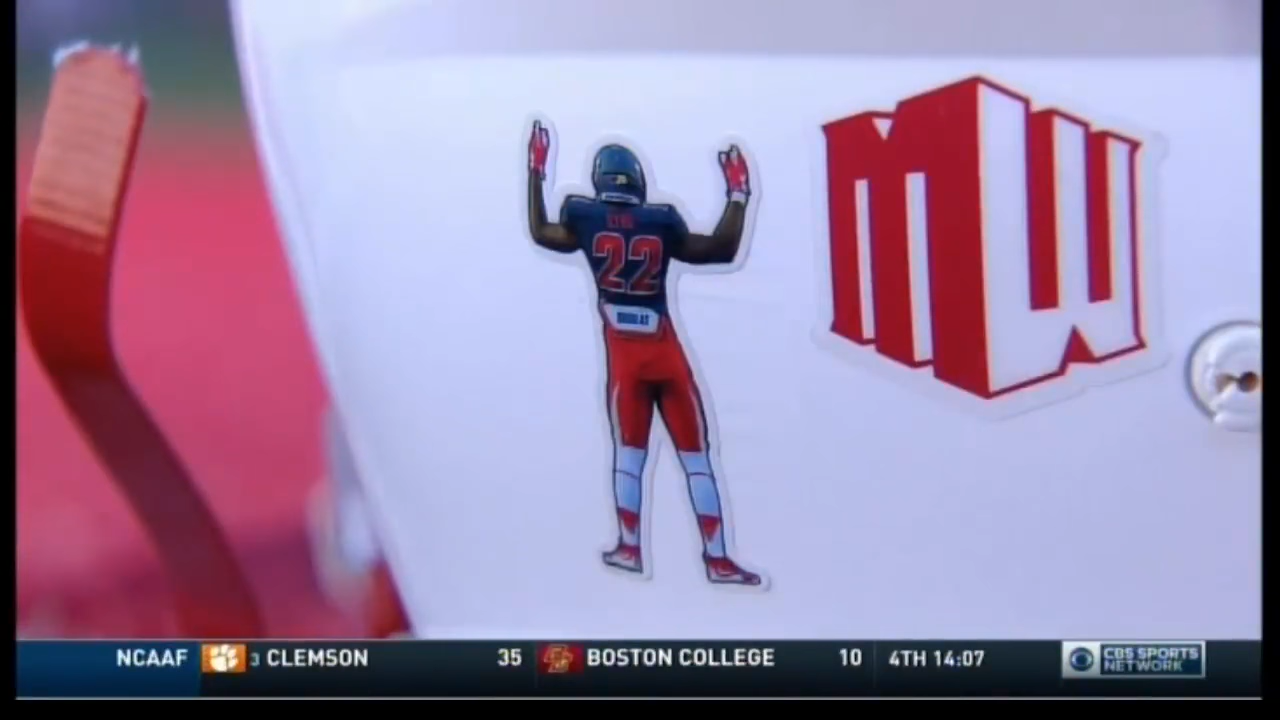 22
MW
NCAAF 3 CLEMSON 35 BOSTON COLLEGE 10 4TH 14:07 CBS SPORTS
NETWORK